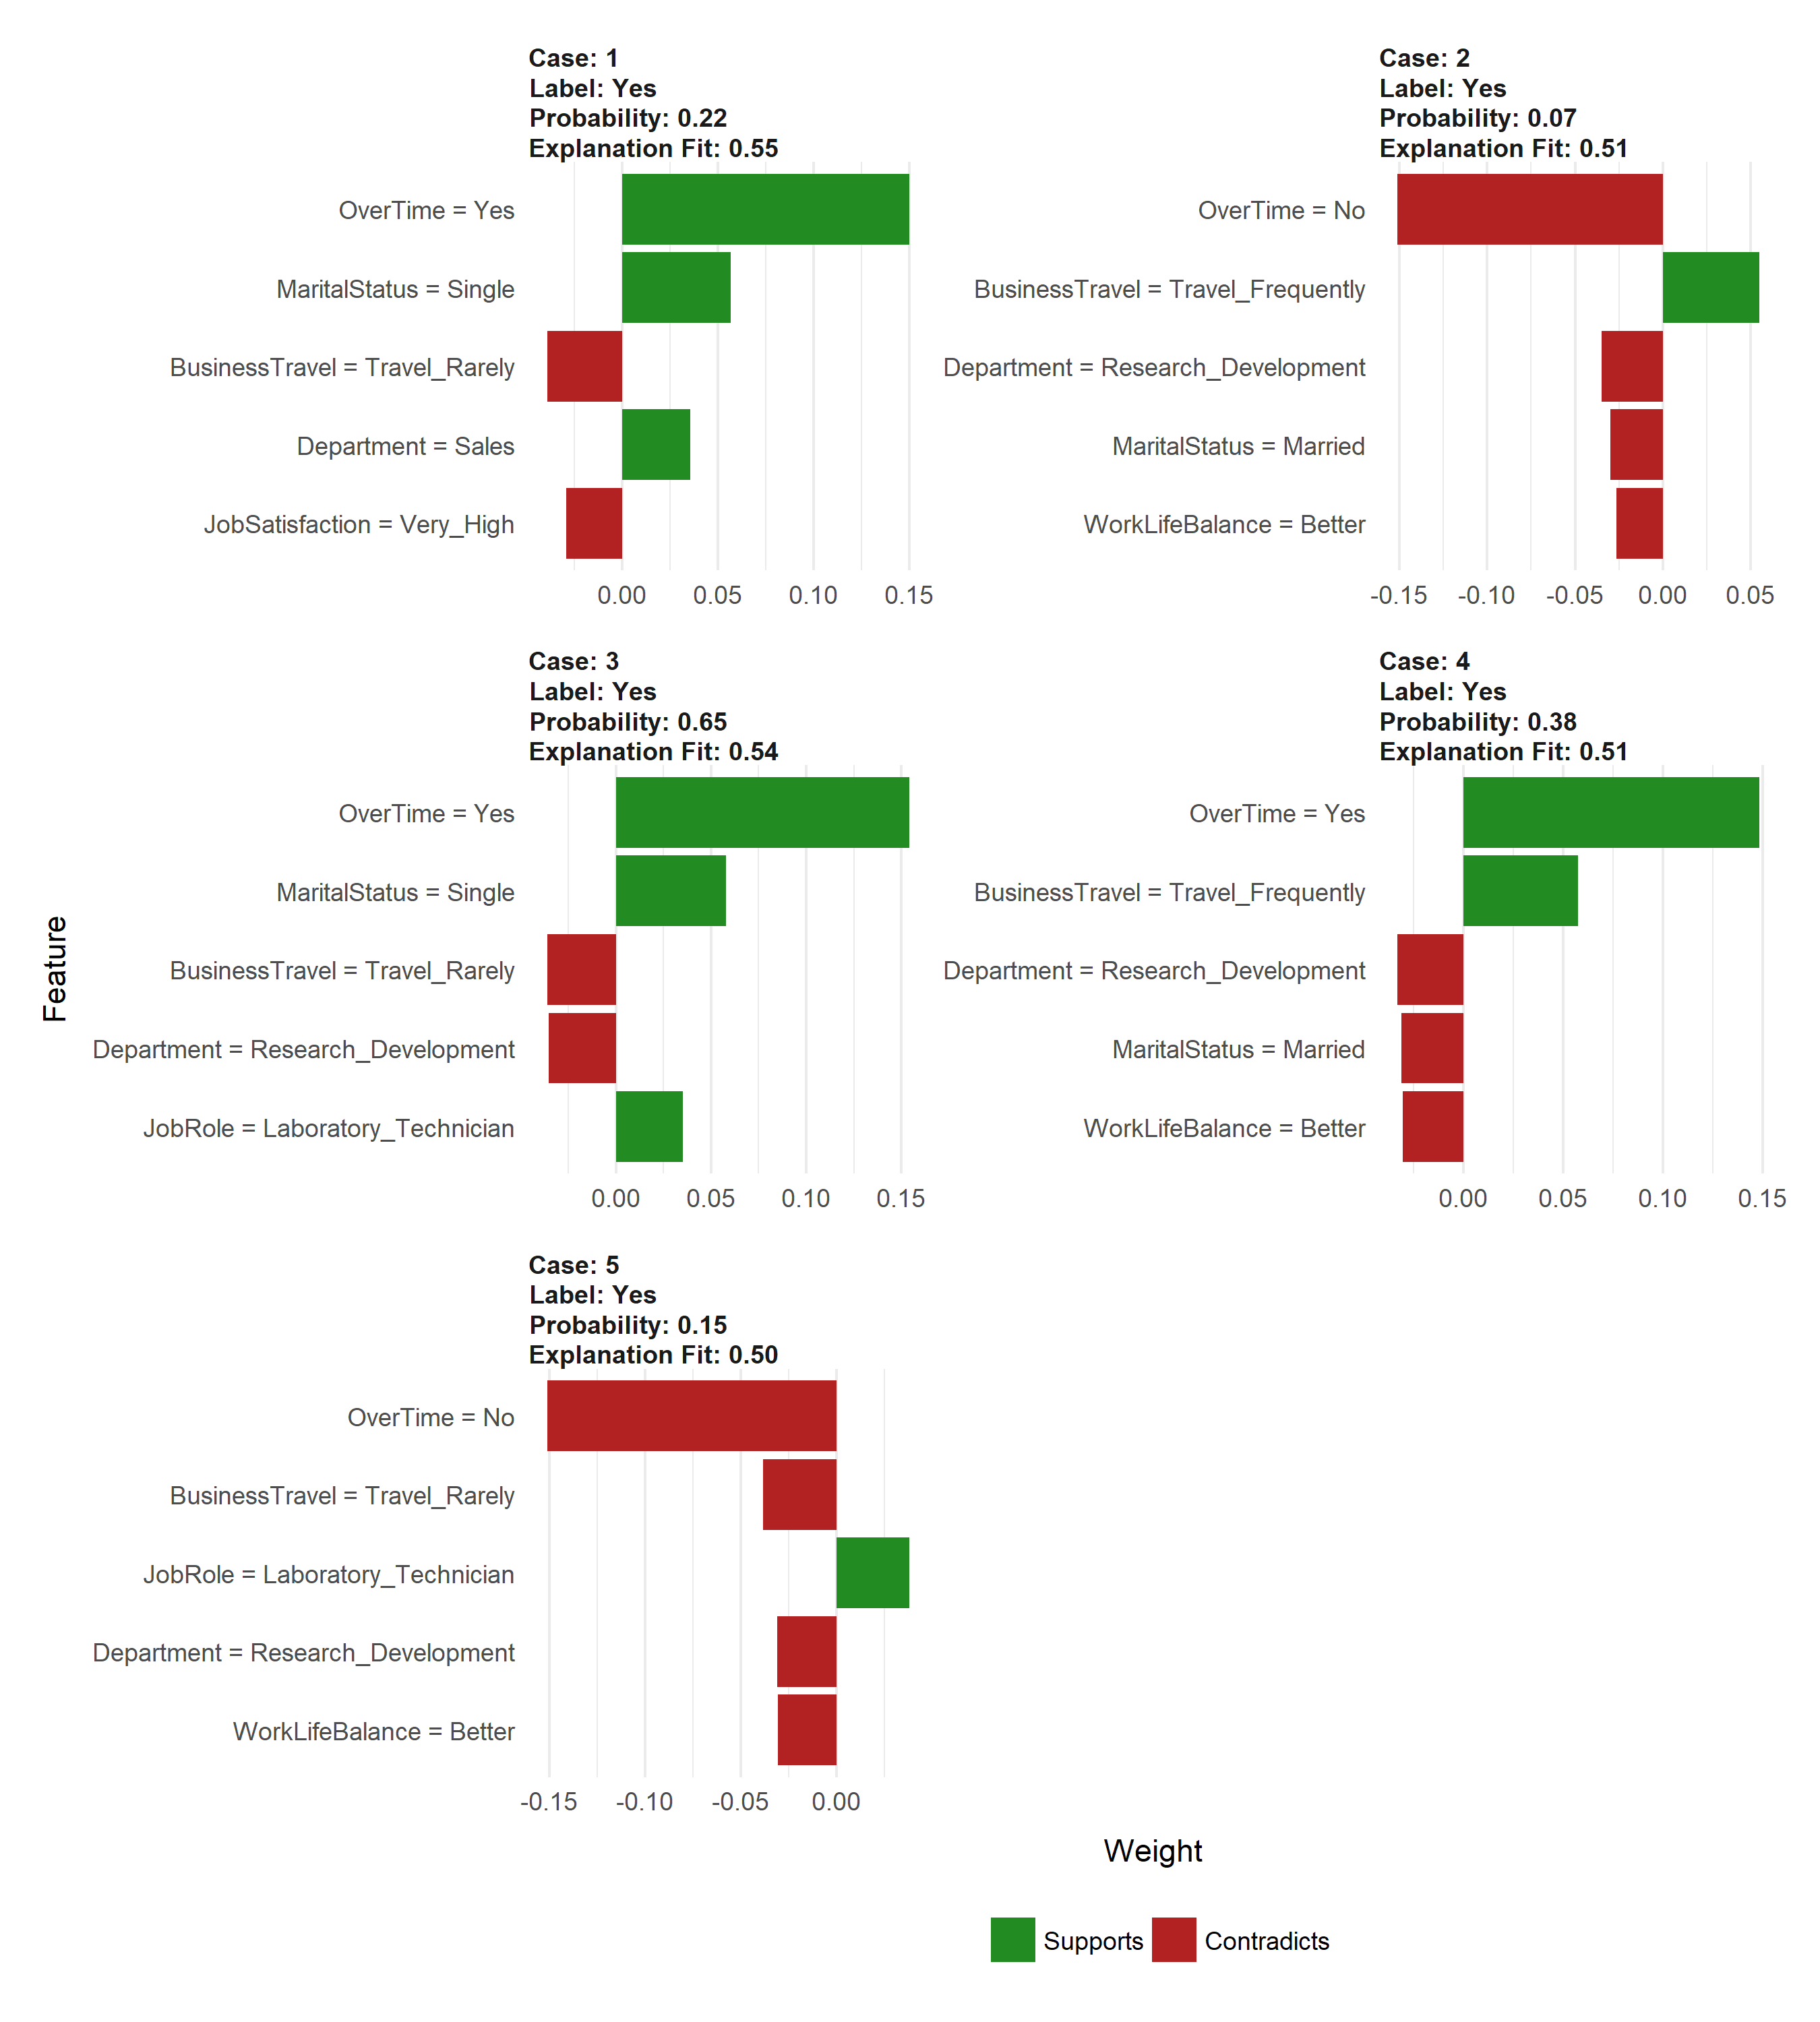 Case: 1
Label: Yes
Probability: 0.22
Explanation Fit: 0.55
OverTime = Yes
MaritalStatus = Single
BusinessTravel = Travel_Rarely
Department = Sales
JobSatisfaction = Very_High
0.00 0.05 0.10 0.15
Case: 2
Label: Yes
Probability: 0.07
Explanation Fit: 0.51
OverTime = No
BusinessTravel = Travel_Frequently
Department = Research_Development
MaritalStatus = Married
WorkLifeBalance = Better
-0.15 -0.10 -0.05 0.00 0.05
Feature
Case: 3
Label: Yes
Probability: 0.65
Explanation Fit: 0.54
OverTime = Yes
MaritalStatus = Single
BusinessTravel = Travel_Rarely
Department = Research_Development
JobRole = Laboratory_Technician
0.00 0.05 0.10 0.15
Case: 4
Label: Yes
Probability: 0.38
Explanation Fit: 0.51
OverTime = Yes
BusinessTravel = Travel_Frequently
Department = Research_Development
MaritalStatus = Married
WorkLifeBalance = Better
0.00 0.05 0.10 0.15
Case: 5
Label: Yes
Probability: 0.15
Explanation Fit: 0.50
OverTime = No
BusinessTravel = Travel_Rarely
JobRole = Laboratory_Technician
Department = Research_Development
WorkLifeBalance = Better
-0.15 -0.10 -0.05 0.00
Weight
Supports Contradicts